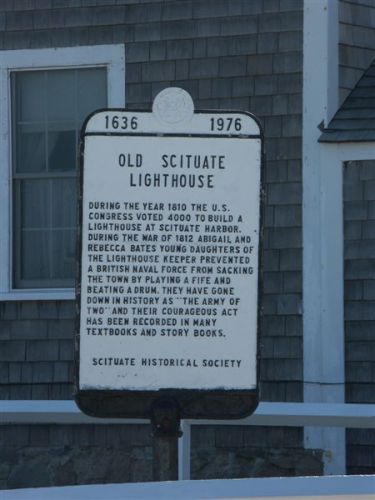 1636 1976
OLD SCITUATE
LIGHTHOUSE
DURING THE YEAR 1810 THE U.S.
CONGRESS VOTED 4000 TO BUILD A
LIGHTHOUSE AT SCITUATE HARBOR.
DURING THE WAR OF 1812 ABIGAIL AND
REBECCA BATES YOUNG DAUGHTERS OF
THE LIGHTHOUSE KEEPER PREVENTED
A BRITISH NAVAL FORCE FROM SACKING
THE TOWN BY PLAYING A FIFE AND
BEATING A DRUM. THEY HAVE GONE
DOWN IN HISTORY AS "THE ARMY OF
TWO" AND THEIR COURAGEOUS ACT
HAS BEEN RECORDED IN MANY
TEXTBOOKS AND STORY BOOKS.
SCITUATE HISTORICAL SOCIETY